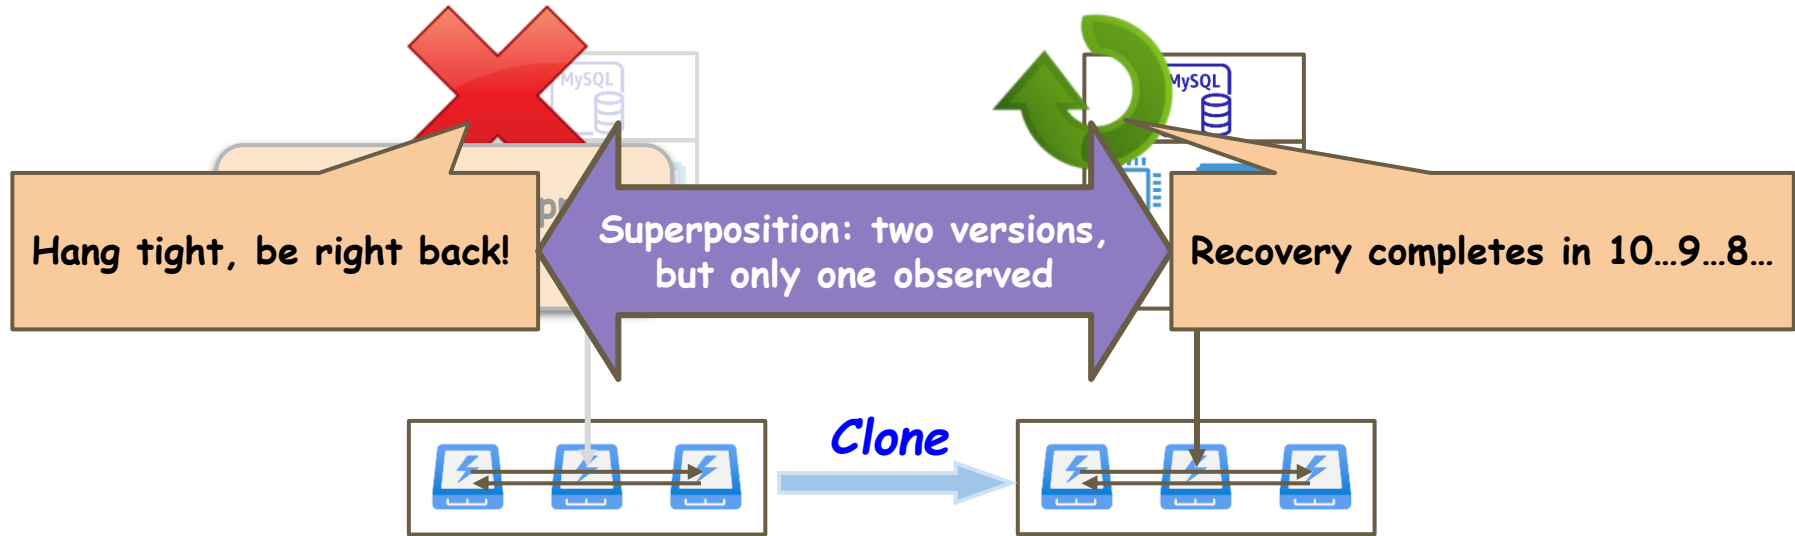 MySQL
MySQL
Hang tight, be right back!
Superposition: two versions,
but only one observed
Recovery completes in 10…9…8…
Clone